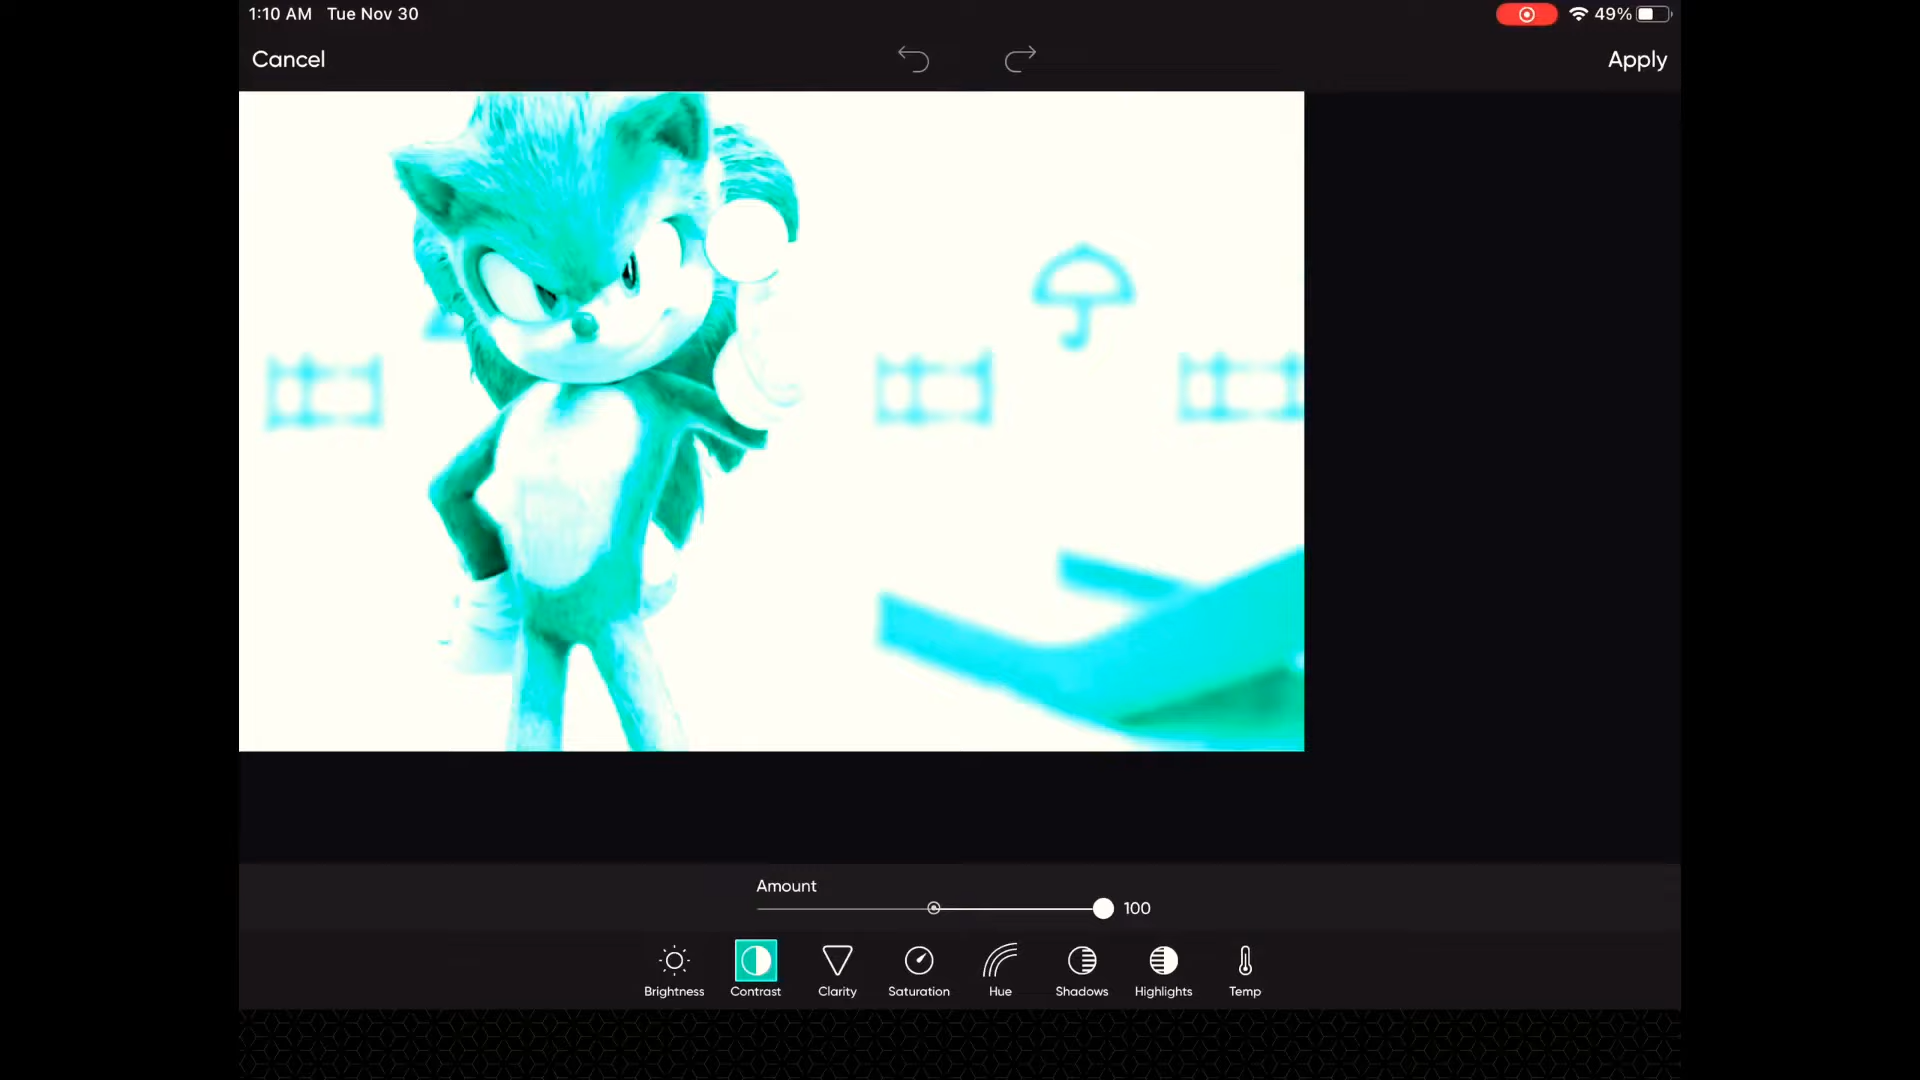 1:10 AM Tue Nov 30
49%
Cancel
Apply
Amount
100
Brightness
Contrast
Clarity
Saturation
Hue
Shadows
Highlights
Temp